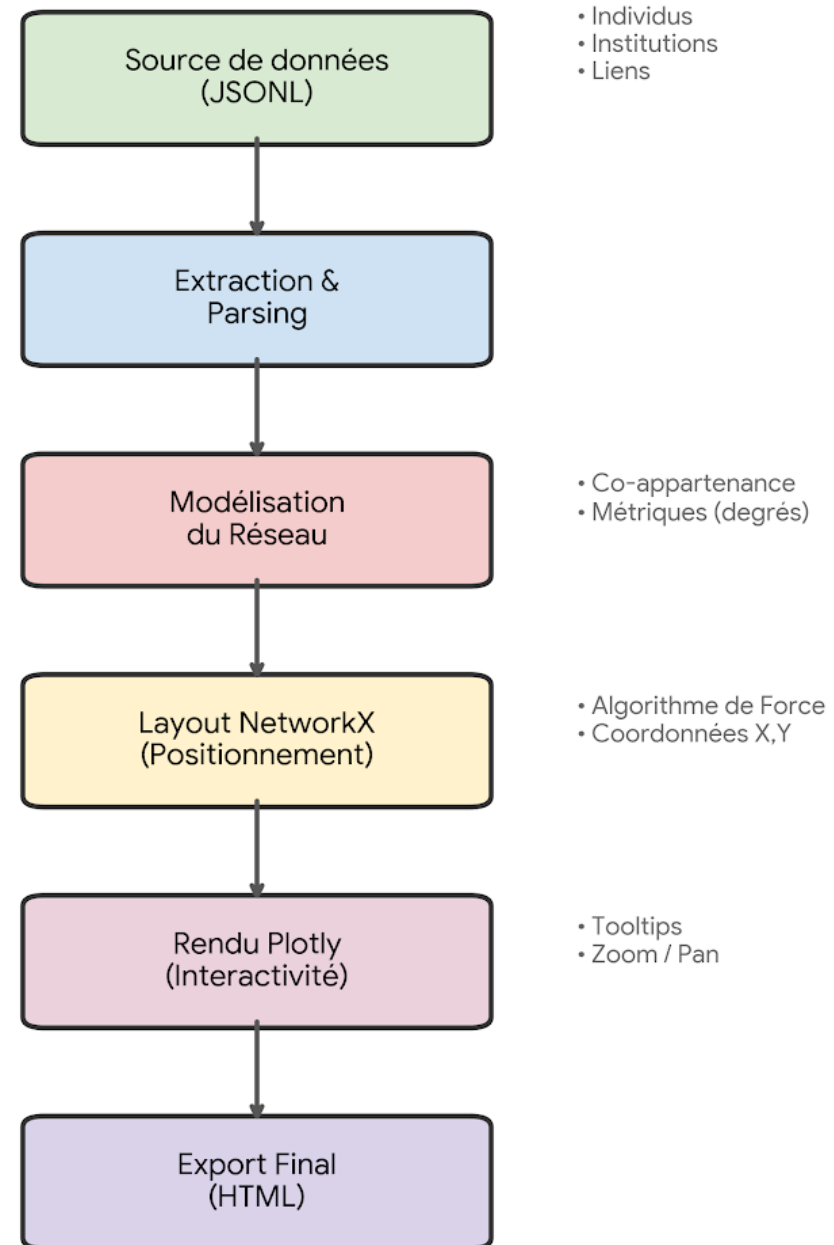 Source de données
(JSONL)
• Individus
• Institutions
• Liens
Extraction &
Parsing
Modélisation
du Réseau
• Co-appartenance
• Métriques (degrés)
Layout NetworkX
(Positionnement)
• Algorithme de Force
• Coordonnées X,Y
Rendu Plotly
(Interactivité)
• Tooltips
• Zoom / Pan
Export Final
(HTML)